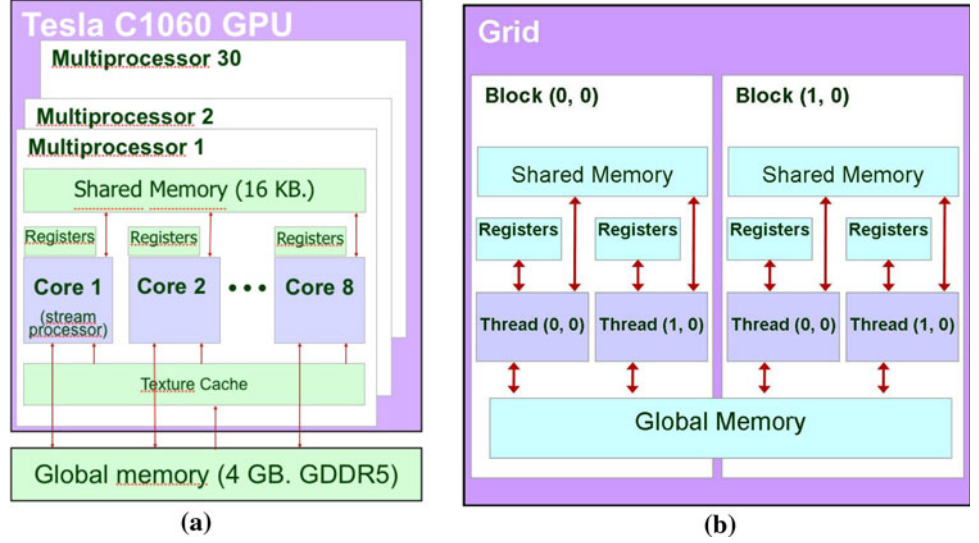 Tesla C1060 GPU
Multiprocessor 30
Multiprocessor 2
Multiprocessor 1
Shared Memory (16 KB.)
Registers
Registers
Registers
Core 1
(stream
processor)
Core 2
•••
Core 8
Texture Cache
Global memory (4 GB. GDDR5)
(a)
Grid
Block (0, 0)
Shared Memory
Registers
Registers
Thread (0, 0)
Thread (1, 0)
Block (1, 0)
Shared Memory
Registers
Registers
Thread (0, 0)
Thread (1, 0)
Global Memory
(b)